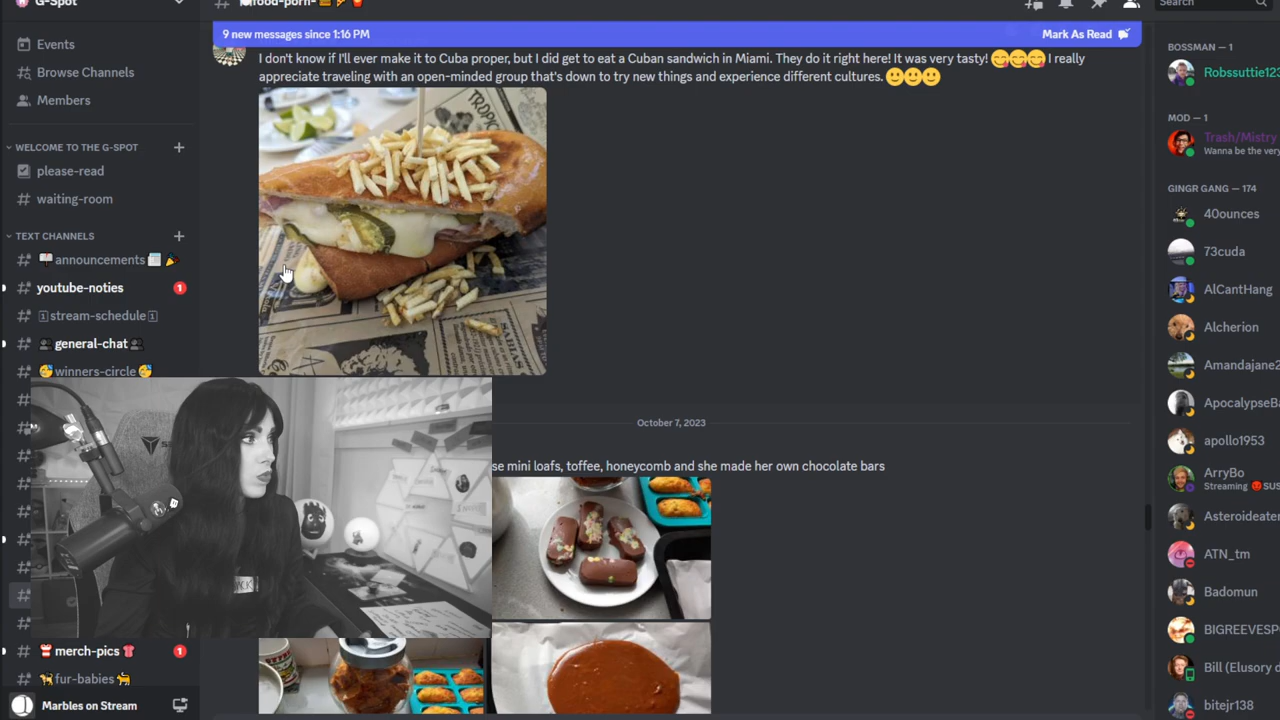 G-Spot
food-porn-
Search
9 new messages since 1:16 PM
Mark As Read
Events
Browse Channels
Members
WELCOME TO THE G-SPOT
please-read
waiting-room
TEXT CHANNELS
announcements
youtube-noties
1
stream-schedule
general-chat
winners-circle
merch-pics
1
fur-babies
Marbles on Stream
I don't know if I'll ever make it to Cuba proper, but I did get to eat a Cuban sandwich in Miami. They do it right here! It was very tasty! 😋😋😋 I really
appreciate traveling with an open-minded group that's down to try new things and experience different cultures. 🙂🙂🙂
TROPIC
October 7, 2023
se mini loafs, toffee, honeycomb and she made her own chocolate bars
BOSSMAN — 1
Robssuttie123
MOD — 1
Trash/Mistry
Wanna be the very
GINGR GANG — 174
40ounces
73cuda
AlCantHang
Alcherion
Amandajane2
ApocalypseBa
apollo1953
ArryBo
Streaming 😡SUS
Asteroideater
ATN_tm
Badomun
BIGREEVESP
Bill (Elusory d
bitejr138